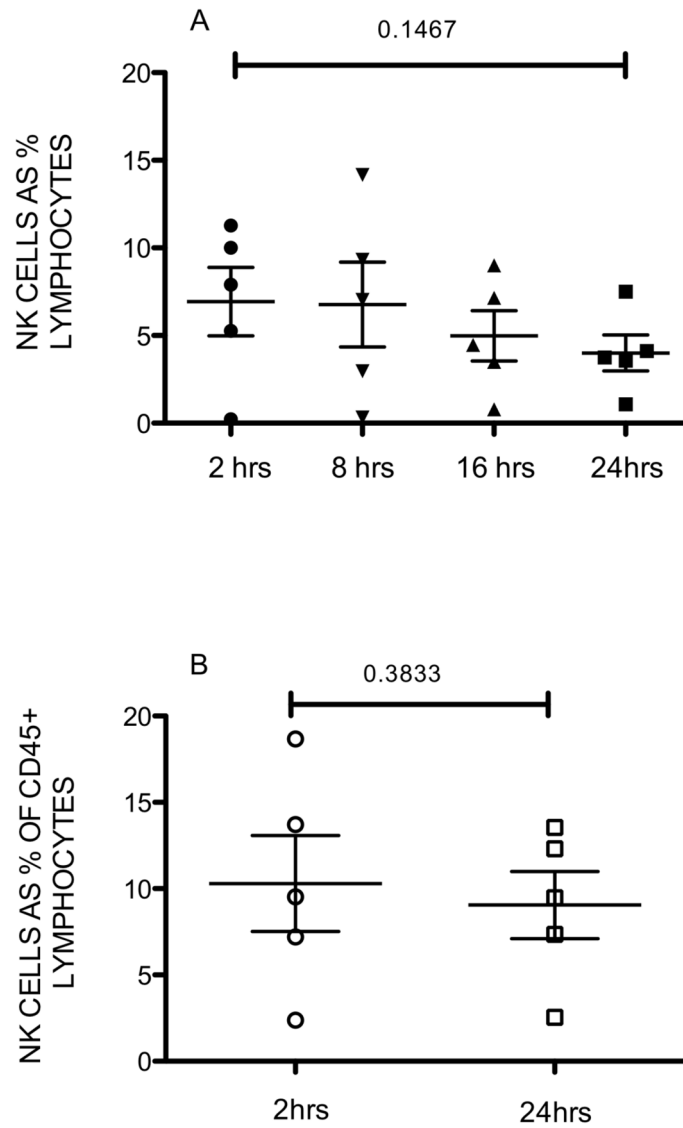 A
0.1467
NK CELLS AS %
LYMPHOCYTES
20
15
10
5
0
2 hrs 8 hrs 16 hrs 24hrs
B
0.3833
NK CELLS AS % OF CD45+
LYMPHOCYTES
20
15
10
5
0
2hrs 24hrs